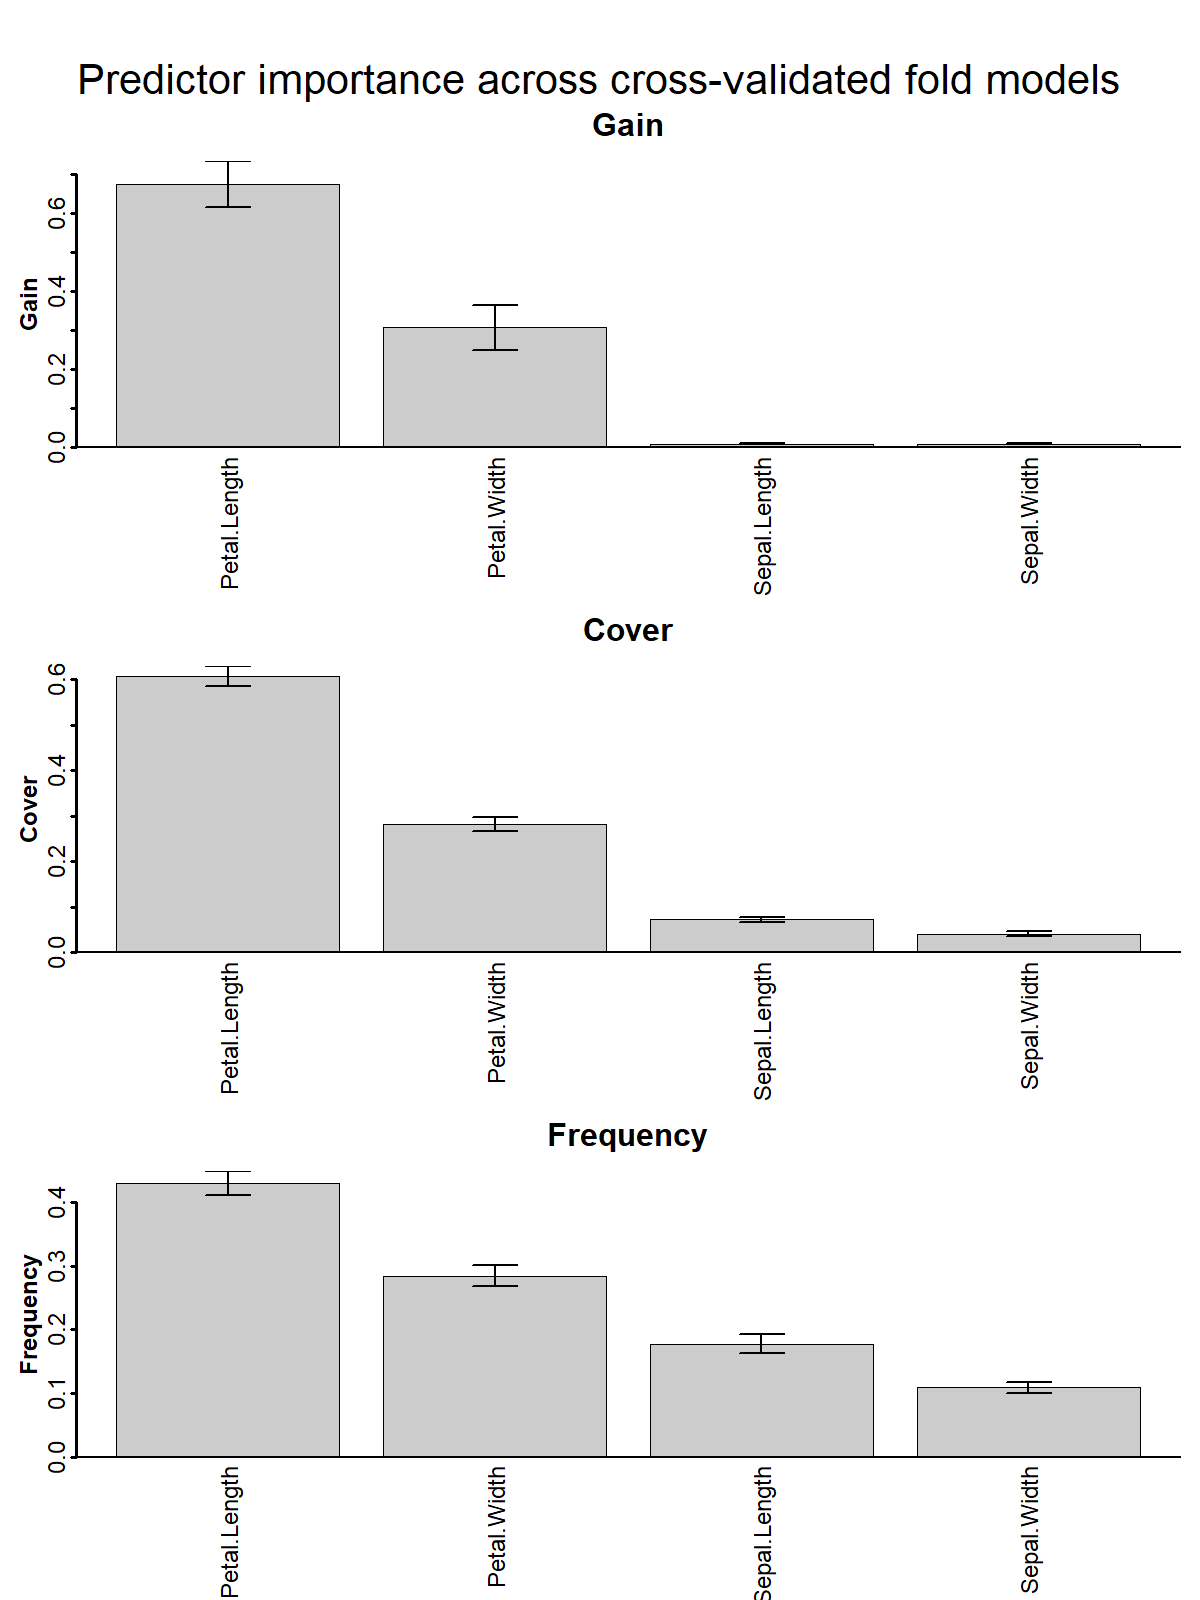 Predictor importance across cross-validated fold models
Gain
Gain
0.6
0.4
0.2
0.0
Petal.Length
Petal.Width
Sepal.Length
Sepal.Width
Cover
Cover
0.6
0.4
0.2
0.0
Petal.Length
Petal.Width
Sepal.Length
Sepal.Width
Frequency
Frequency
0.4
0.3
0.2
0.1
0.0
Petal.Length
Petal.Width
Sepal.Length
Sepal.Width